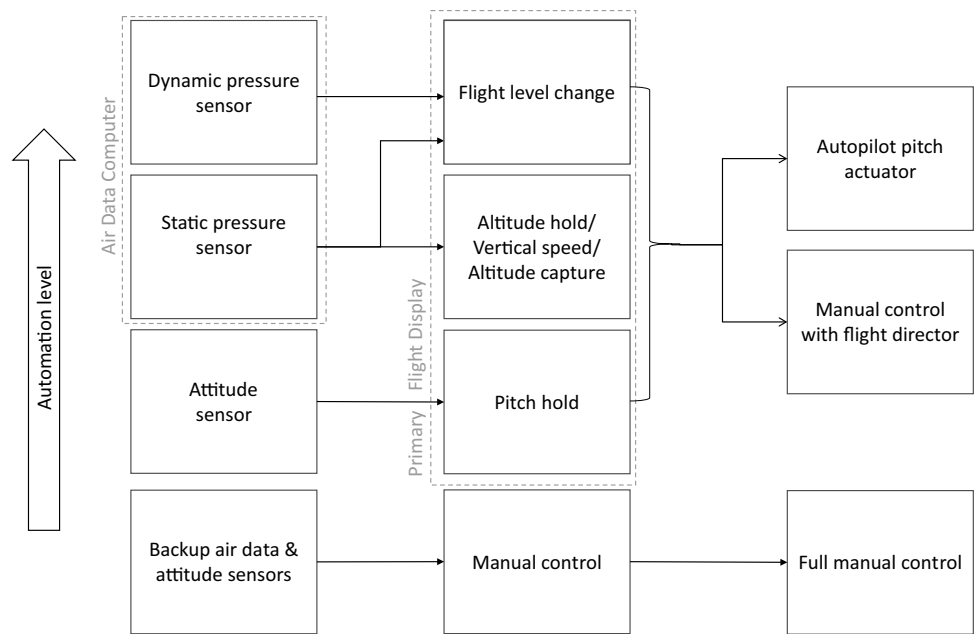 Automation level
Air Data Computer
Dynamic pressure
sensor
Static pressure
sensor
Attitude
sensor
Backup air data &
attitude sensors
Primary Flight Display
Flight level change
Altitude hold/
Vertical speed/
Altitude capture
Pitch hold
Manual control
Autopilot pitch
actuator
Manual control
with flight director
Full manual control